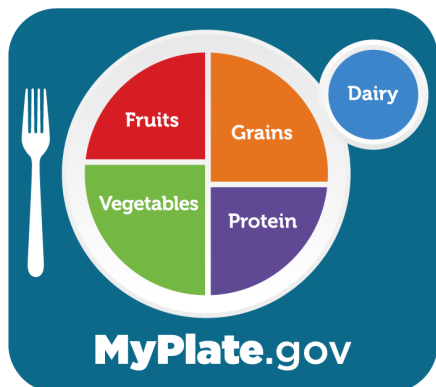 Dairy
Fruits
Grains
Vegetables
Protein
MyPlate.gov